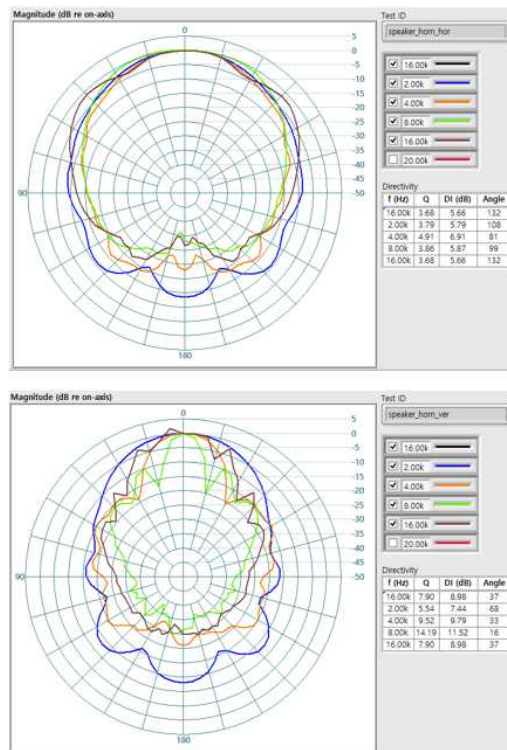 Magnitude (dB re on-axis)
Test ID
speaker_horn_hor
0
5
0
-5
-10
-15
-20
-25
-30
-35
-40
-45
-50
90
180
16.00k
2.00k
4.00k
8.00k
16.00k
20.00k
Directivity
f (Hz) Q DI (dB) Angle
16.00k 3.68 5.66 132
2.00k 3.79 5.79 108
4.00k 4.91 6.91 81
8.00k 3.86 5.87 99
16.00k 3.68 5.66 132
Magnitude (dB re on-axis)
Test ID
speaker_horn_ver
0
5
0
-5
-10
-15
-20
-25
-30
-35
-40
-45
-50
90
180
16.00k
2.00k
4.00k
8.00k
16.00k
20.00k
Directivity
f (Hz) Q DI (dB) Angle
16.00k 7.90 8.98 37
2.00k 5.54 7.44 68
4.00k 9.52 9.79 33
8.00k 14.19 11.52 16
16.00k 7.90 8.98 37